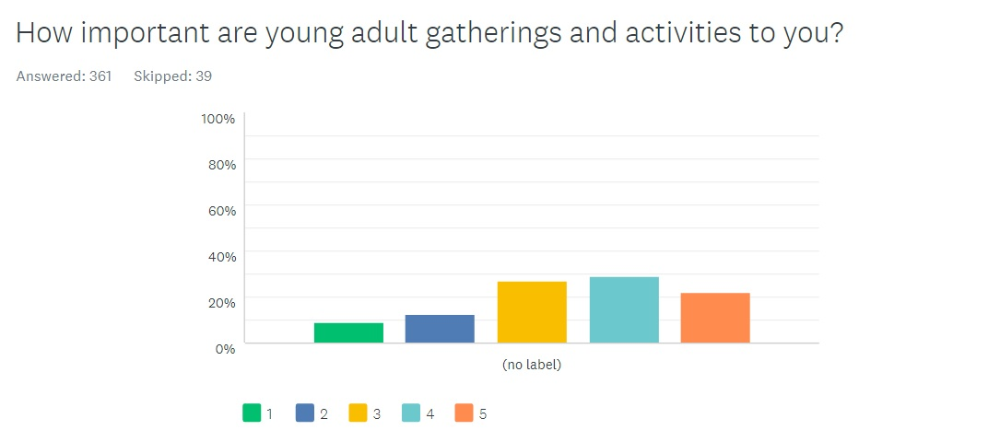 How important are young adult gatherings and activities to you?
Answered: 361 Skipped: 39
100%
80%
60%
40%
20%
0%
(no label)
1 2 3 4 5